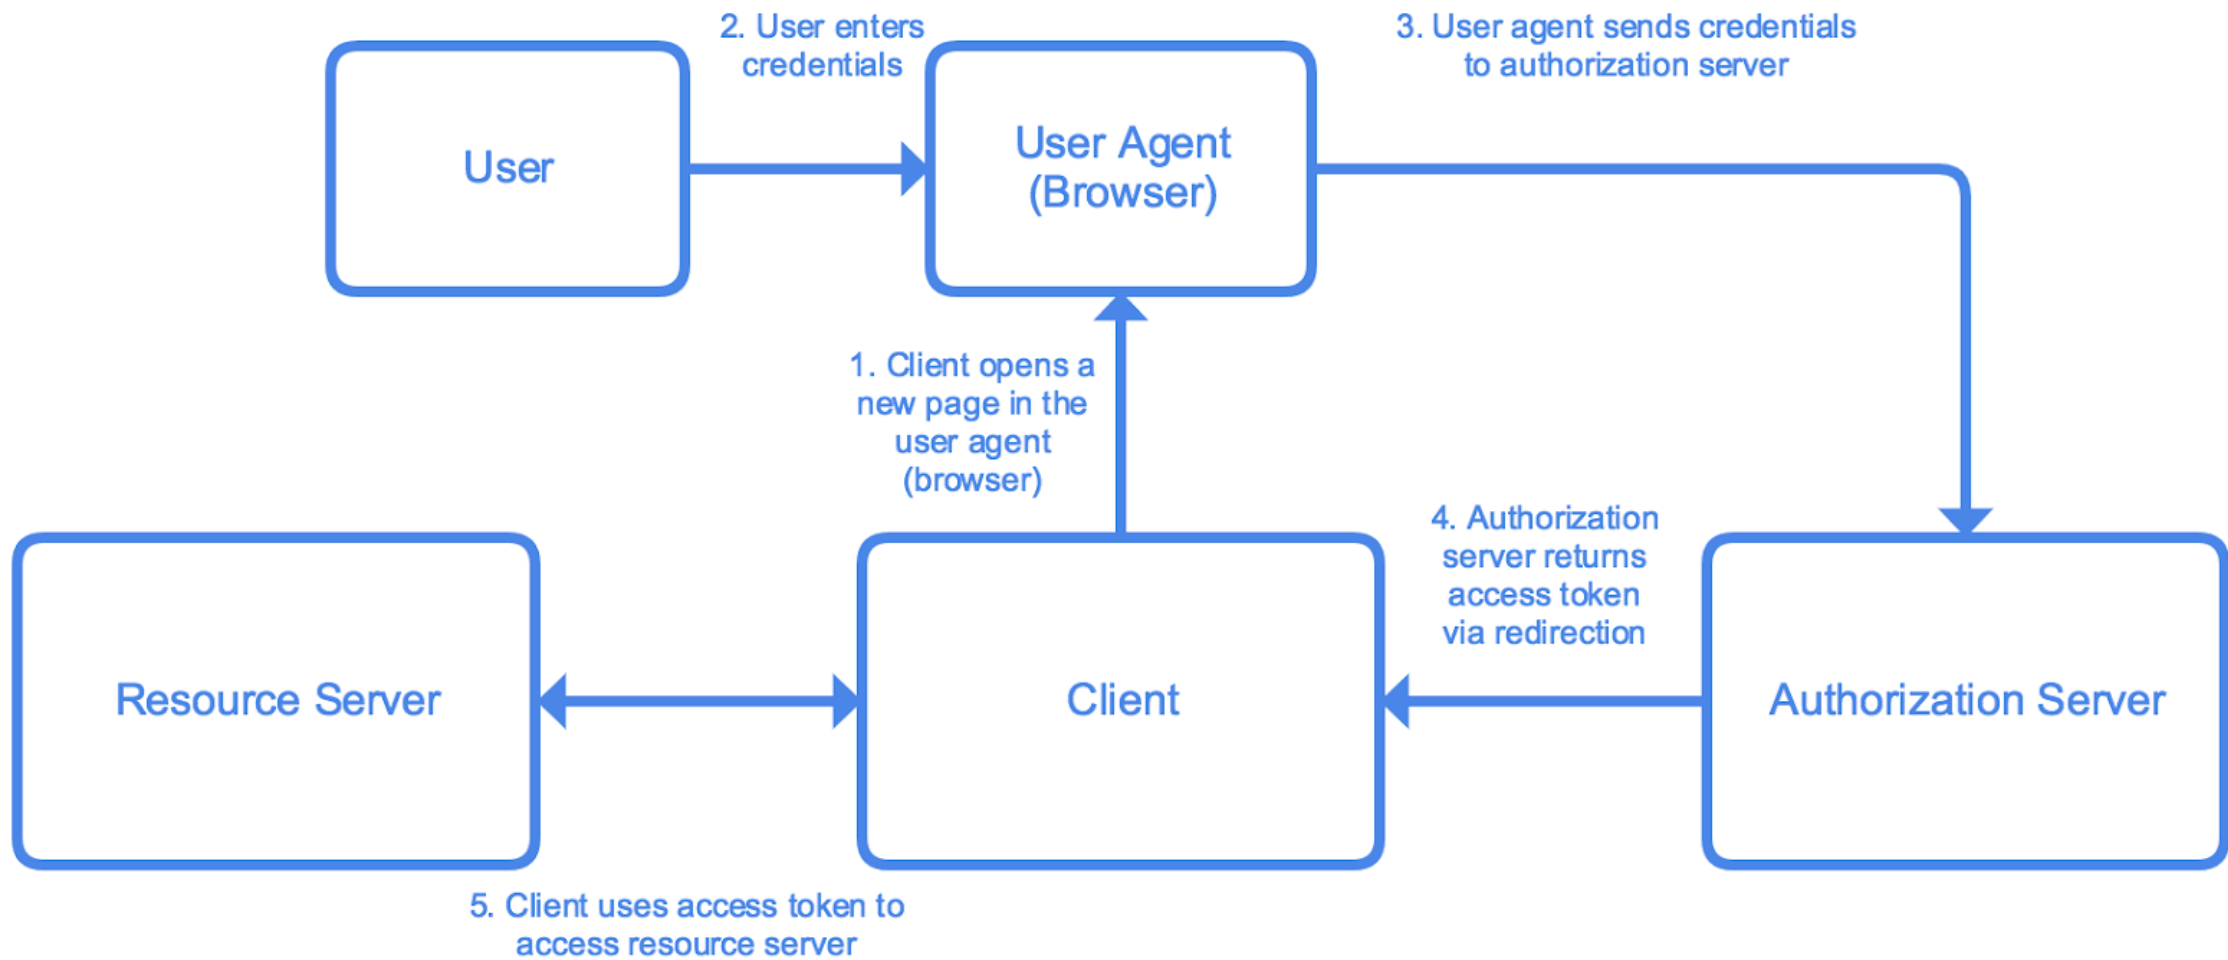 2. User enters
credentials
3. User agent sends credentials
to authorization server
User
User Agent
(Browser)
1. Client opens a
new page in the
user agent
(browser)
4. Authorization
server returns
access token
via redirection
Resource Server
Client
Authorization Server
5. Client uses access token to
access resource server